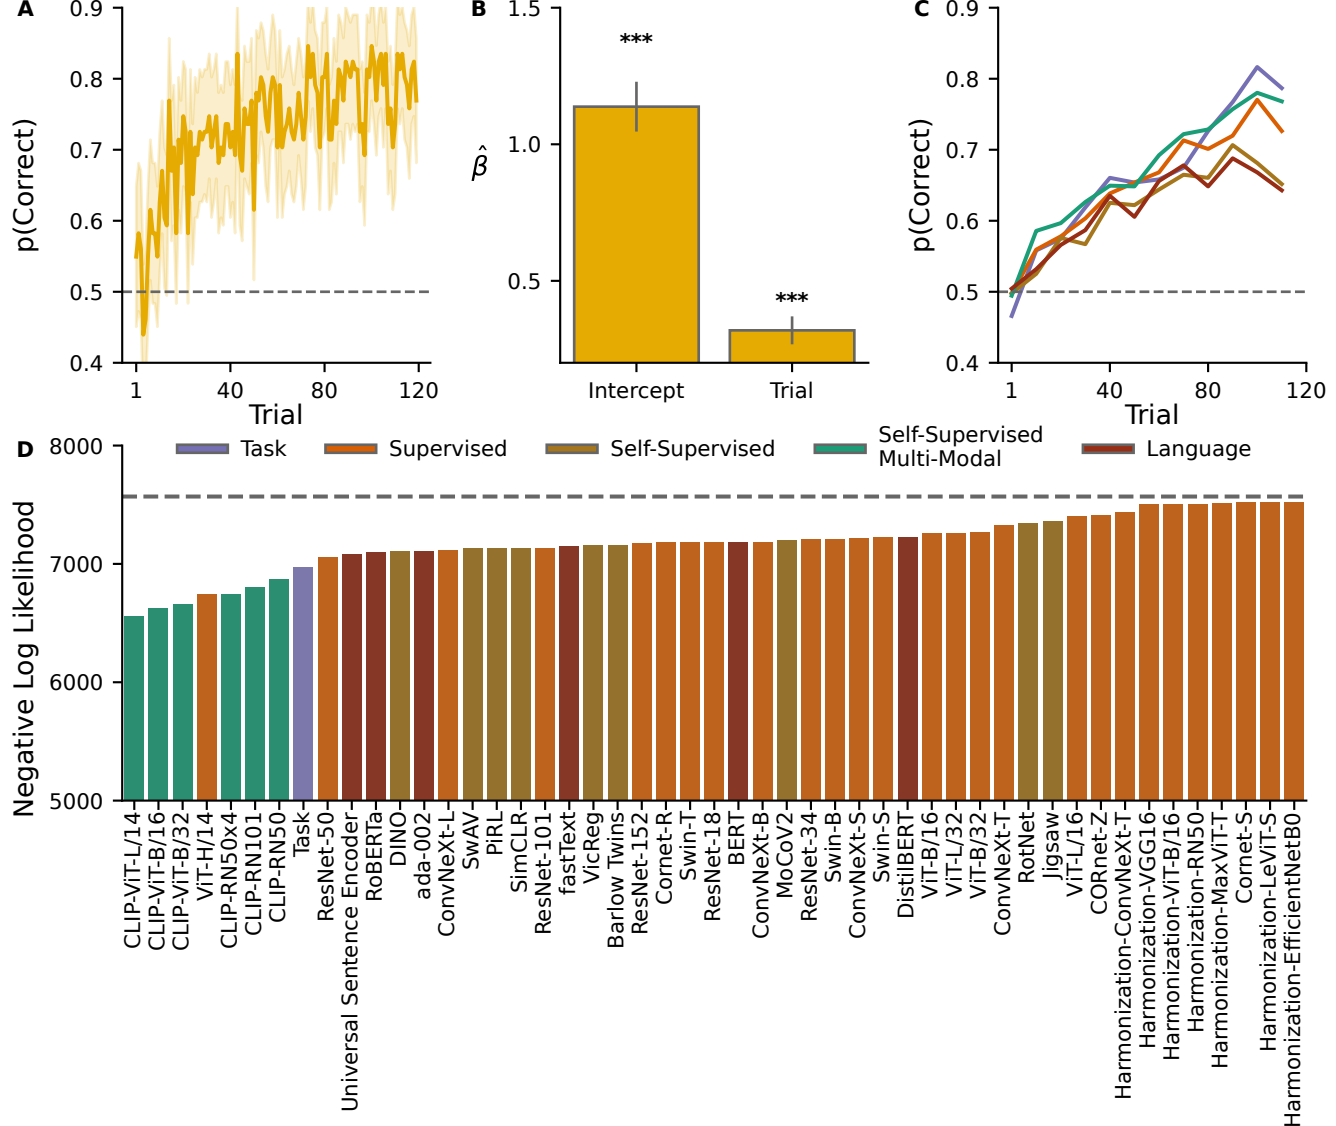 A
0.9
0.8
0.7
0.6
0.5
0.4
p(Correct)
1
40
80
120
Trial
B
1.5
1.0
0.5
β̂
***
***
Intercept
Trial
C
0.9
0.8
0.7
0.6
0.5
0.4
p(Correct)
1
40
80
120
Trial
D
8000
7000
6000
5000
Negative Log Likelihood
Task
Supervised
Self-Supervised
Self-Supervised
Multi-Modal
Language
CLIP-ViT-L/14
CLIP-ViT-B/16
CLIP-ViT-B/32
ViT-H/14
CLIP-RN50x4
CLIP-RN101
CLIP-RN50
Task
ResNet-50
Universal Sentence Encoder
RoBERTa
DINO
ada-002
ConvNeXt-L
SwAV
PiRL
SimCLR
ResNet-101
fastText
VicReg
Barlow Twins
ResNet-152
Cornet-R
Swin-T
ResNet-18
BERT
ConvNeXt-B
MoCoV2
ResNet-34
Swin-B
ConvNeXt-S
Swin-S
DistilBERT
ViT-B/16
ViT-L/32
ViT-B/32
ConvNeXt-T
RotNet
Jigsaw
ViT-L/16
CORnet-Z
Harmonization-ConvNeXt-T
Harmonization-VGG16
Harmonization-ViT-B/16
Harmonization-RN50
Harmonization-MaxViT-T
Cornet-S
Harmonization-LeViT-S
Harmonization-EfficientNetB0